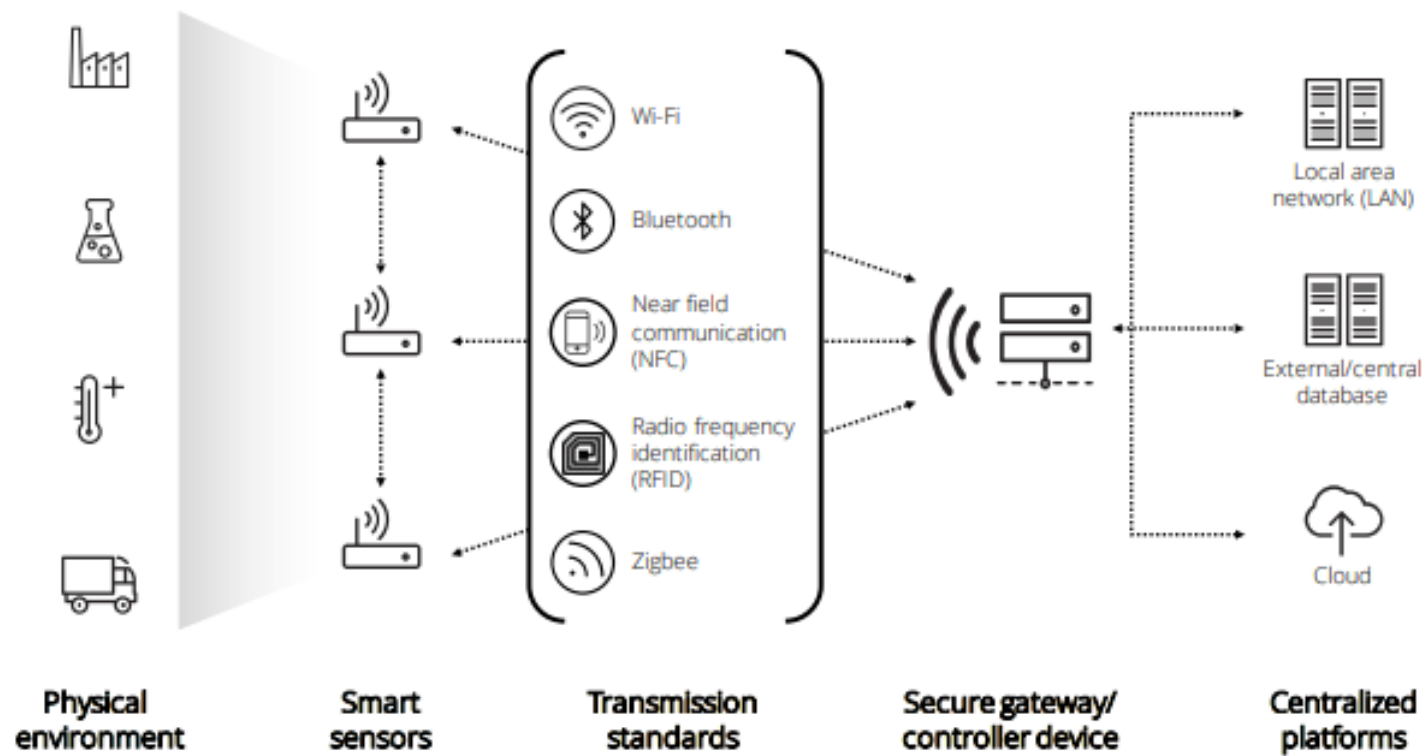 Wi-Fi
Bluetooth
Near field
communication
(NFC)
Radio frequency
identification
(RFID)
Zigbee
Local area
network (LAN)
External/central
database
Cloud
Physical
environment
Smart
sensors
Transmission
standards
Secure gateway/
controller device
Centralized
platforms